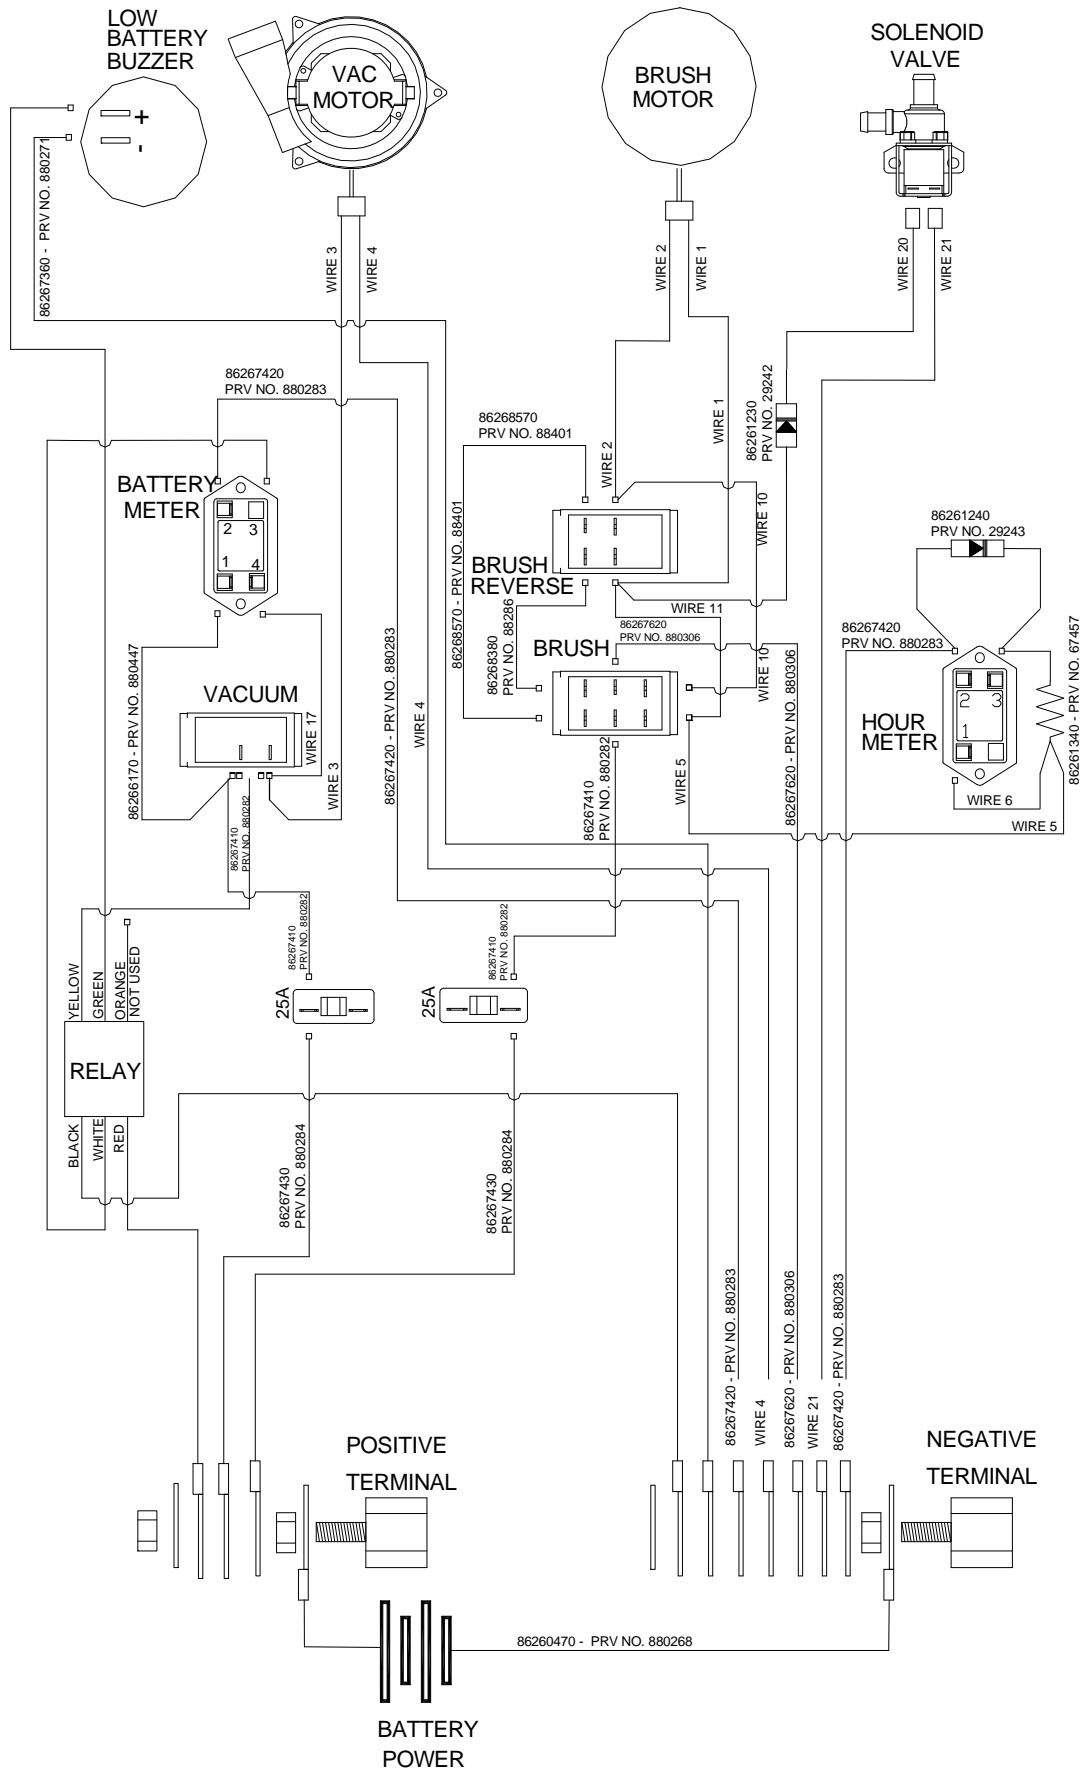 LOW
BATTERY
BUZZER
+
-
VAC
MOTOR
BRUSH
MOTOR
SOLENOID
VALVE
86267360 - PRV NO. 880271
WIRE 3
WIRE 4
WIRE 2
WIRE 1
WIRE 20
WIRE 21
86267420
PRV NO. 880283
86268570
PRV NO. 88401
WIRE 2
WIRE 1
86261230
PRV NO. 29242
BATTERY
METER
2 3
1 4
86268570 - PRV NO. 88401
WIRE 10
BRUSH
REVERSE
86261240
PRV NO. 29243
WIRE 11
86268380
PRV NO. 88286
86267620
PRV NO. 880306
BRUSH
WIRE 10
86267420
PRV NO. 880283
86261340 - PRV NO. 67457
HOUR
METER
2 3
1
WIRE 6
WIRE 5
86266170 - PRV NO. 880447
VACUUM
WIRE 17
WIRE 3
86267420 - PRV NO. 880283
WIRE 4
86267410
PRV NO. 880282
WIRE 5
86267620 - PRV NO. 880306
86267410
PRV NO. 880282
86267410
PRV NO. 880282
86267410
PRV NO. 880282
25A
25A
YELLOW
GREEN
ORANGE
NOT USED
RELAY
BLACK
WHITE
RED
86267430
PRV NO. 880284
86267430
PRV NO. 880284
86267420 - PRV NO. 880283
WIRE 4
86267620 - PRV NO. 880306
WIRE 21
86267420 - PRV NO. 880283
POSITIVE
TERMINAL
NEGATIVE
TERMINAL
86260470 - PRV NO. 880268
BATTERY
POWER